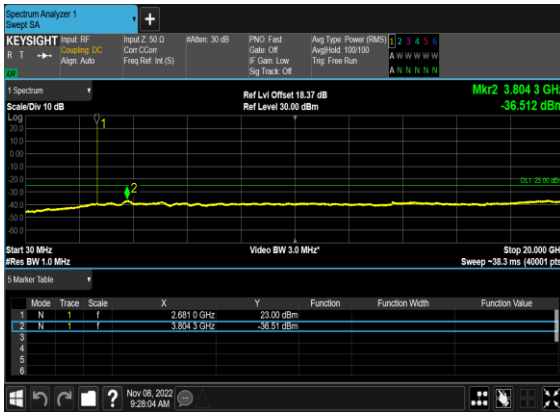 Spectrum Analyzer 1
Swept SA
+
KEYSIGHT
R T
LXI
Input: RF
Coupling: DC
Align: Auto
Input Z: 50 Ω
Corr CCorr
Freq Ref: Int (S)
#Atten: 30 dB
PNO: Fast
Gate: Off
IF Gain: Low
Sig Track: Off
Avg Type: Power (RMS)
Avg|Hold: 100/100
Trig: Free Run
1 2 3 4 5 6
A W W W W W
A N N N N N
1 Spectrum
Scale/Div 10 dB
Ref Lvl Offset 18.37 dB
Ref Level 30.00 dBm
Mkr2 3.804 3 GHz
-36.512 dBm
Log
1
20.0
10.0
0.00
-10.0
-20.0
DL1 -25.00 dBm
-30.0
2
-40.0
-50.0
-60.0
Start 30 MHz
#Res BW 1.0 MHz
Video BW 3.0 MHz*
Stop 20.000 GHz
Sweep ~38.3 ms (40001 pts)
5 Marker Table
Mode Trace Scale X Y Function Function Width Function Value
1 N 1 f 2.681 0 GHz 23.00 dBm
2 N 1 f 3.804 3 GHz -36.51 dBm
3
4
5
6
?
Nov 08, 2022
9:28:04 AM